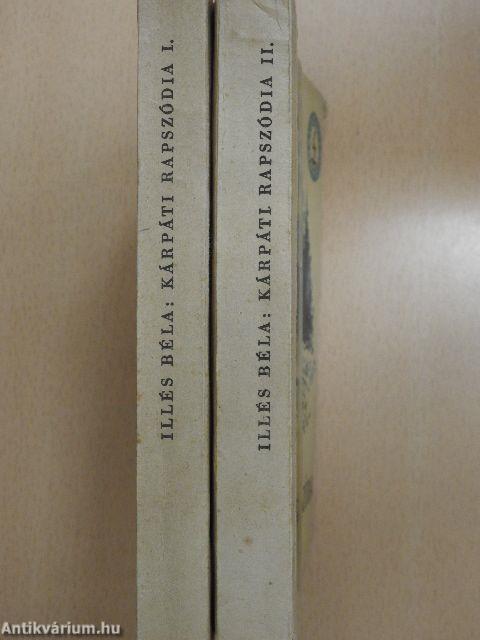 ILLÉS BÉLA: KÁRPÁTI RAPSZÓDIA I.
ILLÉS BÉLA: KÁRPÁTI RAPSZÓDIA II.
Antikvárium.hu